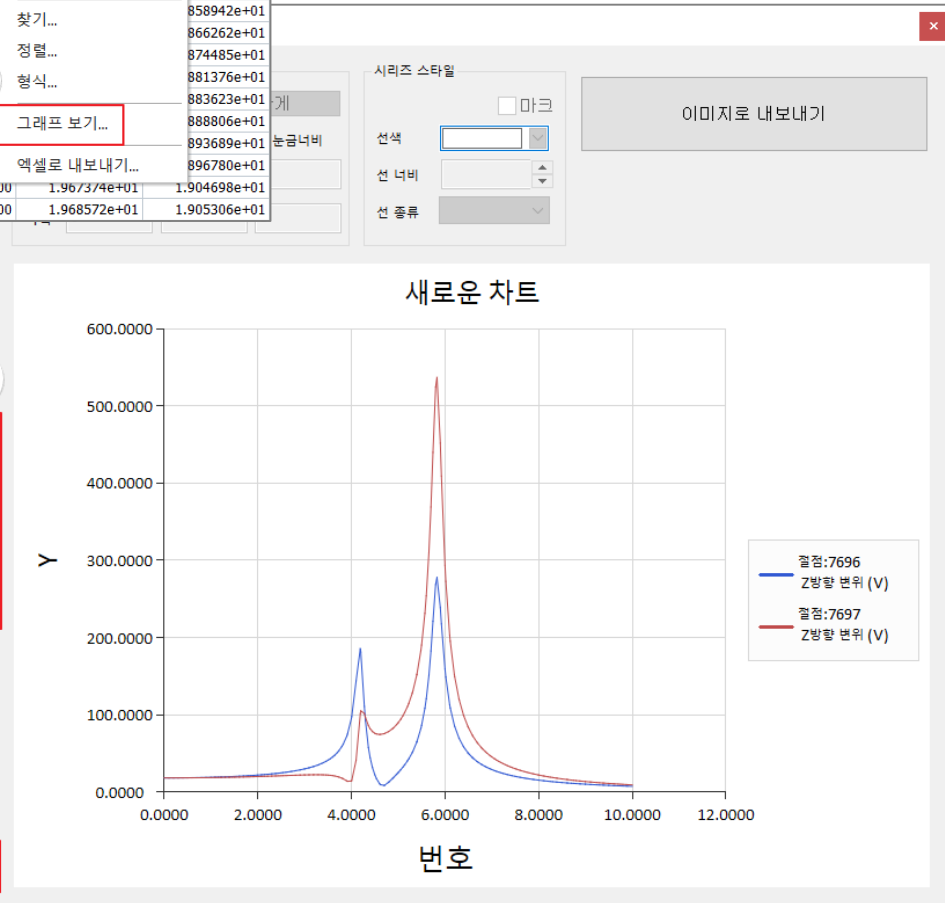 찾기...
정렬...
형식...
그래프 보기...
엑셀로 내보내기...
858942e+01
866262e+01
874485e+01
881376e+01
883623e+01
888806e+01
893689e+01
896780e+01
00 1.967374e+01 1.904698e+01
00 1.968572e+01 1.905306e+01
게
눈금너비
시리즈 스타일
마크
선색
선 너비
선 종류
이미지로 내보내기
새로운 차트
600.0000
500.0000
400.0000
300.0000
200.0000
100.0000
0.0000
Y
0.0000 2.0000 4.0000 6.0000 8.0000 10.0000 12.0000
번호
절점:7696
Z방향 변위 (V)
절점:7697
Z방향 변위 (V)